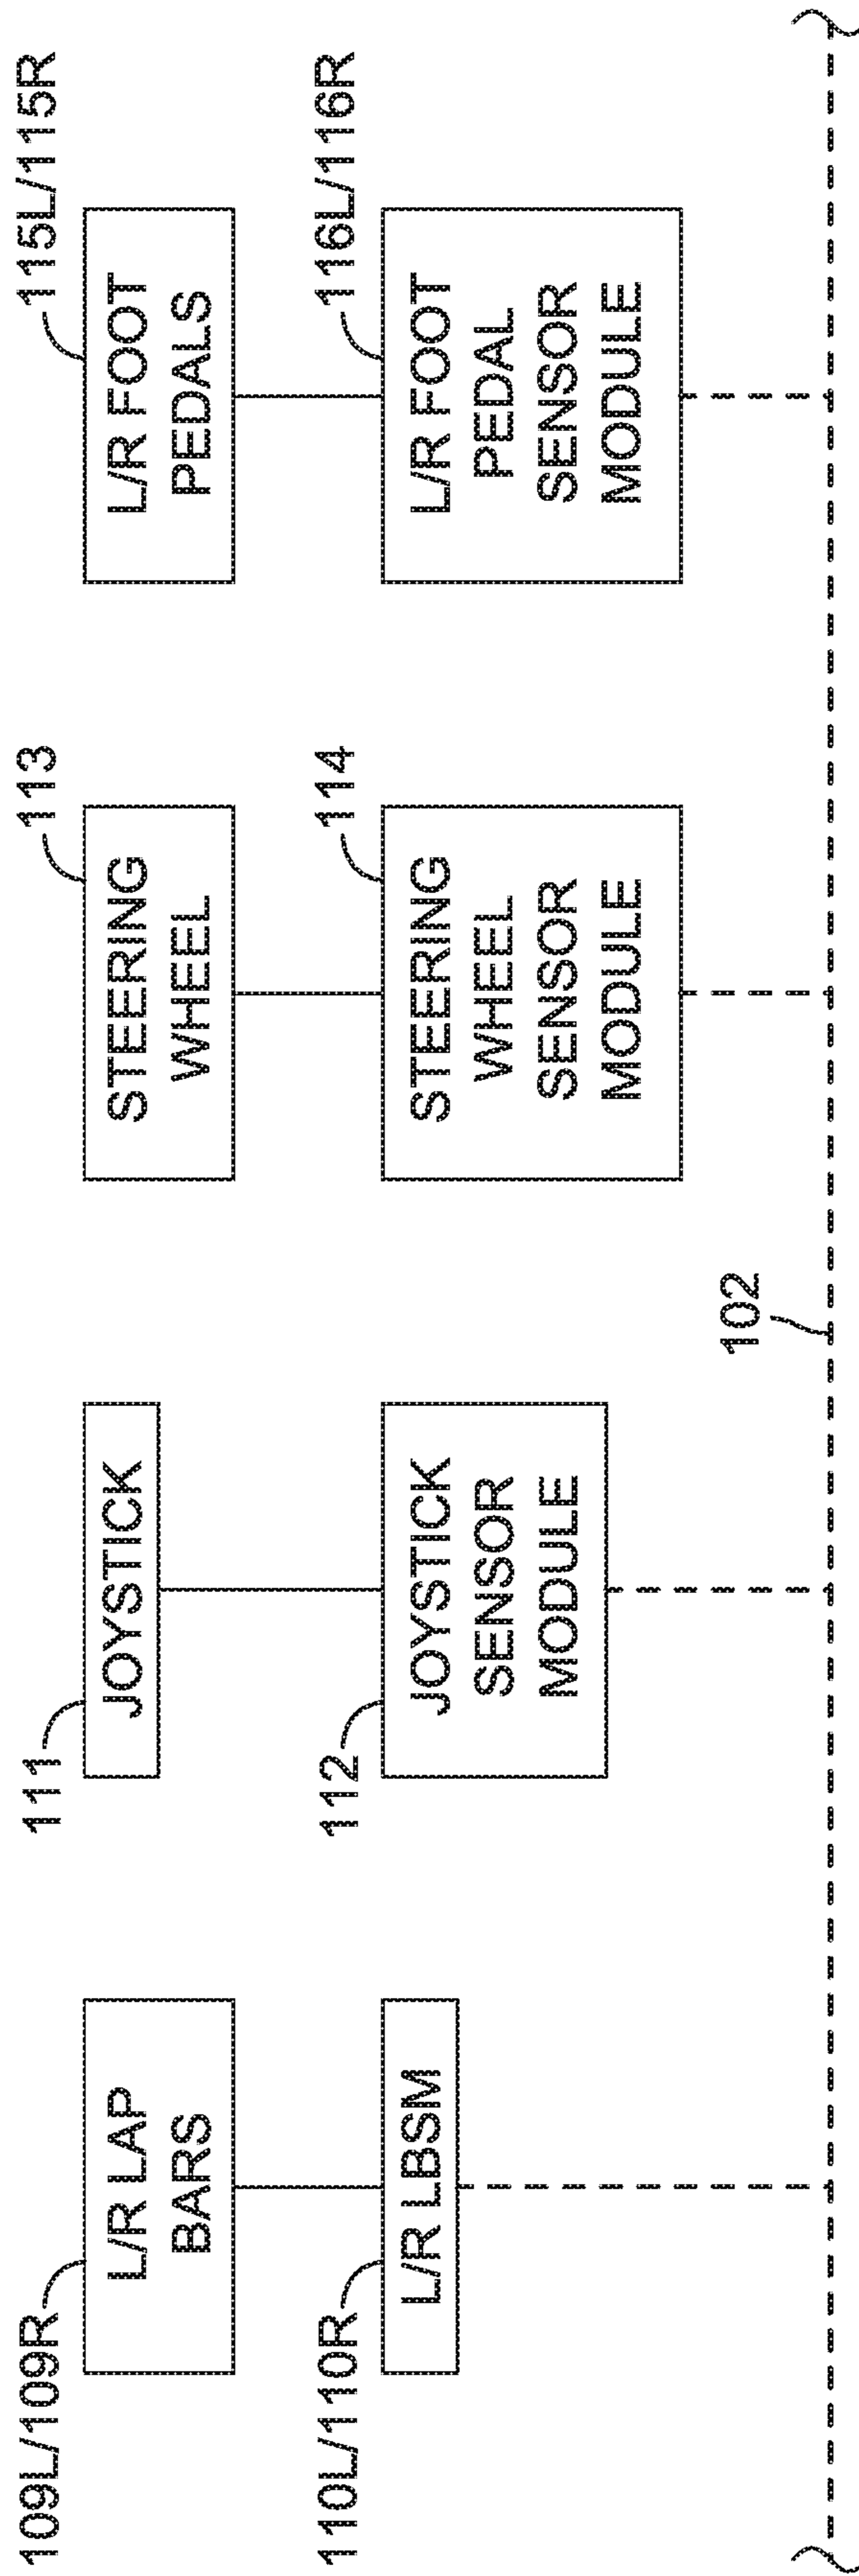 109L/109R
L/R LAP
BARS
110L/110R
L/R LBSM
111
JOYSTICK
112
JOYSTICK
SENSOR
MODULE
113
STEERING
WHEEL
114
STEERING
WHEEL
SENSOR
MODULE
115L/115R
L/R FOOT
PEDALS
116L/116R
L/R FOOT
PEDAL
SENSOR
MODULE
102